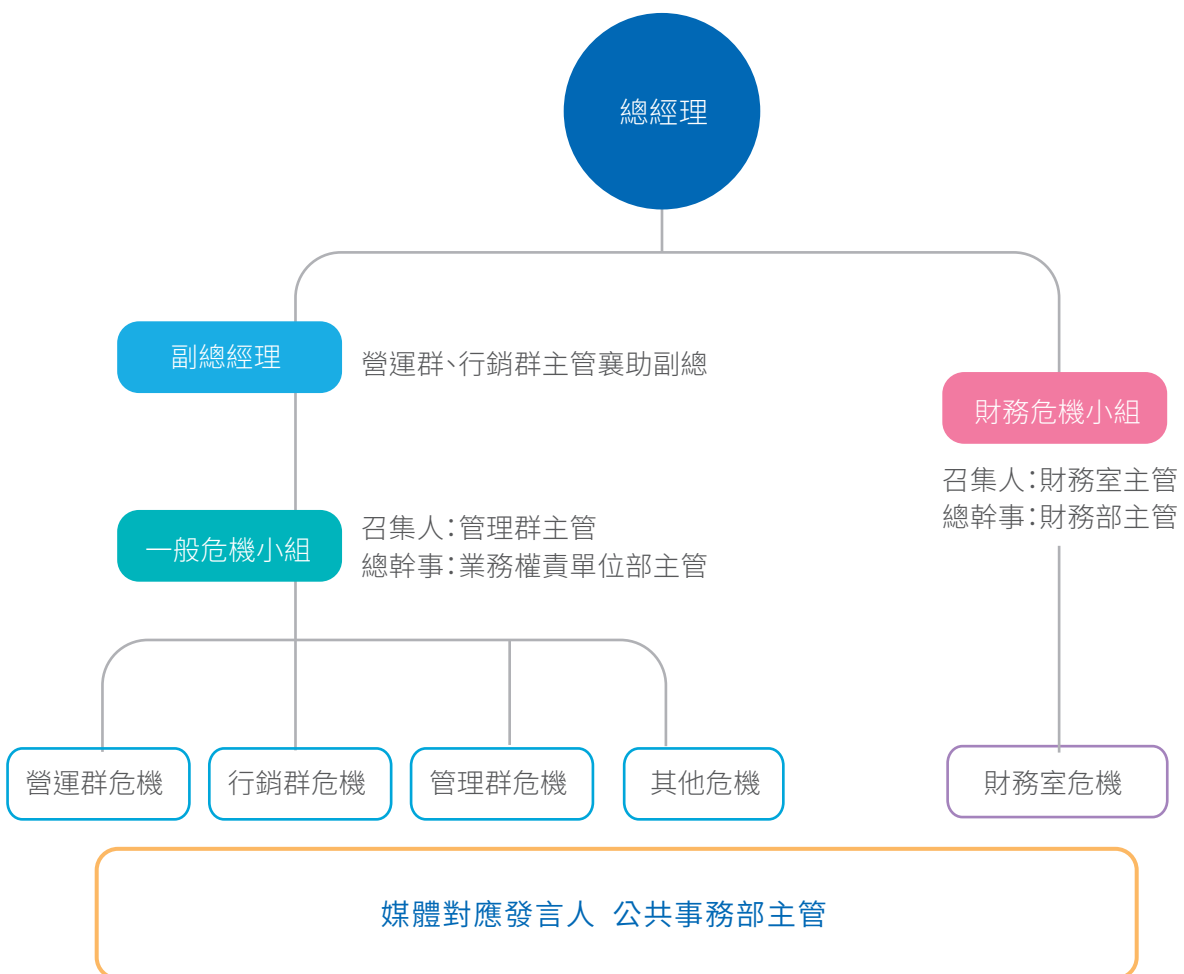 總經理
副總經理
營運群、行銷群主管襄助副總
財務危機小組
召集人：財務室主管
總幹事：財務部主管
一般危機小組
召集人：管理群主管
總幹事：業務權責單位部主管
營運群危機
行銷群危機
管理群危機
其他危機
財務室危機
媒體對應發言人 公共事務部主管